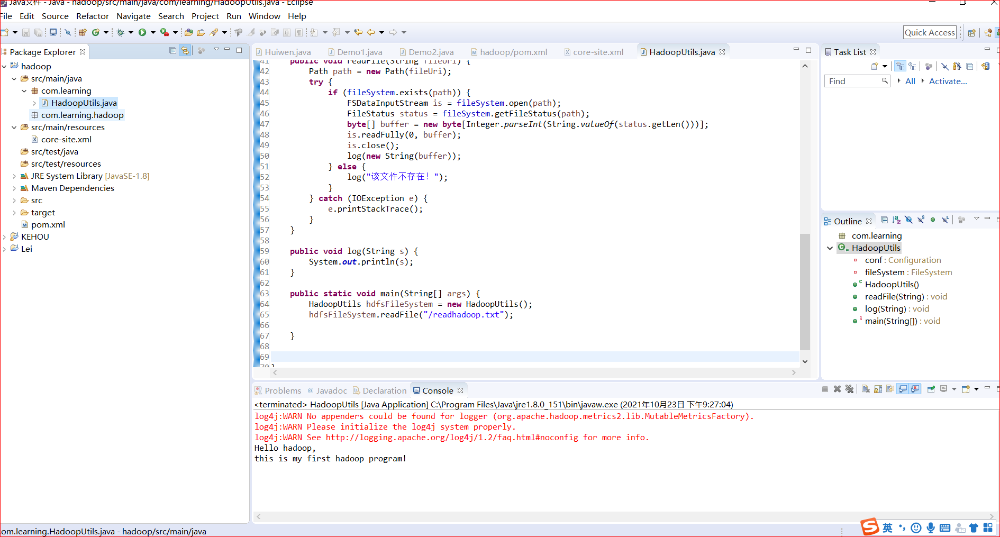 Java文件 - Java - hadoop/src/main/java/com/learning/HadoopUtils.java - Eclipse
File Edit Source Refactor Navigate Search Project Run Window Help
Quick Access
Package Explorer
hadoop
src/main/java
com.learning
HadoopUtils.java
com.learning.hadoop
src/main/resources
core-site.xml
src/test/java
src/test/resources
JRE System Library [JavaSE-1.8]
Maven Dependencies
src
target
pom.xml
KEHOU
Lei
Huiwen.java Demo1.java Demo2.java hadoop/pom.xml core-site.xml HadoopUtils.java
41 public void readFile(String fileUri) {
42 Path path = new Path(fileUri);
43 try {
44 if (fileSystem.exists(path)) {
45 FSDataInputStream is = fileSystem.open(path);
46 FileStatus status = fileSystem.getFileStatus(path);
47 byte[] buffer = new byte[Integer.parseInt(String.valueOf(status.getLen()))];
48 is.readFully(0, buffer);
49 is.close();
50 log(new String(buffer));
51 } else {
52 log("该文件不存在！");
53 }
54 } catch (IOException e) {
55 e.printStackTrace();
56 }
57 }
58
59 public void log(String s) {
60 System.out.println(s);
61 }
62
63 public static void main(String[] args) {
64 HadoopUtils hdfsFileSystem = new HadoopUtils();
65 hdfsFileSystem.readFile("/readhadoop.txt");
66
67 }
68
69
70 }
Task List
Find All Activate...
Outline
com.learning
HadoopUtils
conf : Configuration
fileSystem : FileSystem
HadoopUtils()
readFile(String) : void
log(String) : void
main(String[]) : void
Problems @ Javadoc Declaration Console
<terminated> HadoopUtils [Java Application] C:\Program Files\Java\jre1.8.0_151\bin\javaw.exe (2021年10月23日 下午9:27:04)
log4j:WARN No appenders could be found for logger (org.apache.hadoop.metrics2.lib.MutableMetricsFactory).
log4j:WARN Please initialize the log4j system properly.
log4j:WARN See http://logging.apache.org/log4j/1.2/faq.html#noconfig for more info.
Hello hadoop,
this is my first hadoop program!
com.learning.HadoopUtils.java - hadoop/src/main/java
英